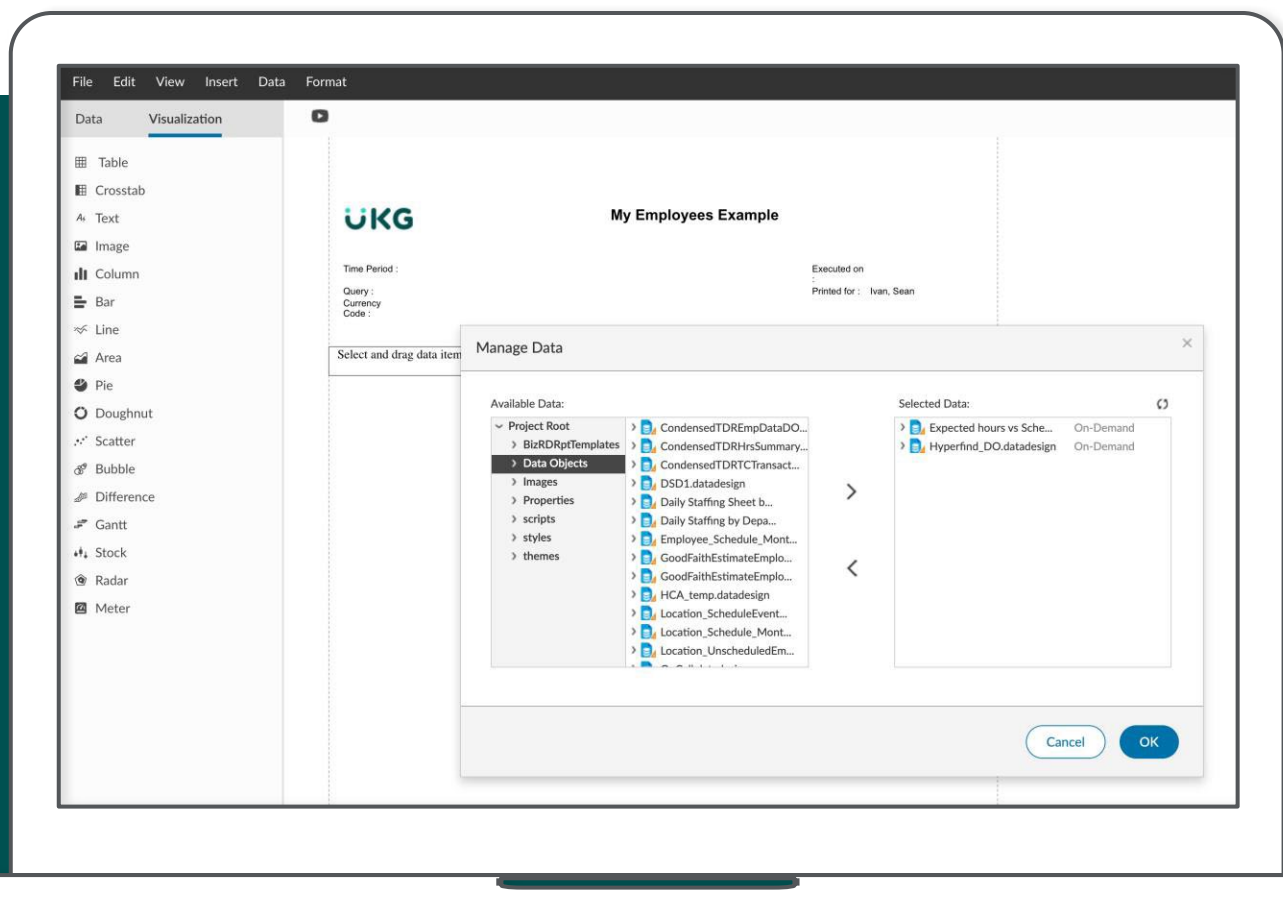 File Edit View Insert Data Format
Data Visualization
Table
Crosstab
Text
Image
Column
Bar
Line
Area
Pie
Doughnut
Scatter
Bubble
Difference
Gantt
Stock
Radar
Meter
UKG
My Employees Example
Time Period :
Executed on
:
Query :
Printed for : Ivan, Sean
Currency
Code :
Select and drag data item
Manage Data
Available Data:
Project Root
BizRDRptTemplates
Data Objects
Images
Properties
scripts
styles
themes
CondensedTDREmpDataDO...
CondensedTDRHrsSummary...
CondensedTDRTCTransact...
DSD1.datadesign
Daily Staffing Sheet b...
Daily Staffing by Depa...
Employee_Schedule_Mont...
GoodFaithEstimateEmplo...
GoodFaithEstimateEmplo...
HCA_temp.datadesign
Location_ScheduleEvent...
Location_Schedule_Mont...
Location_UnscheduledEm...
Selected Data:
Expected hours vs Sche... On-Demand
Hyperfind_DO.datadesign On-Demand
Cancel OK